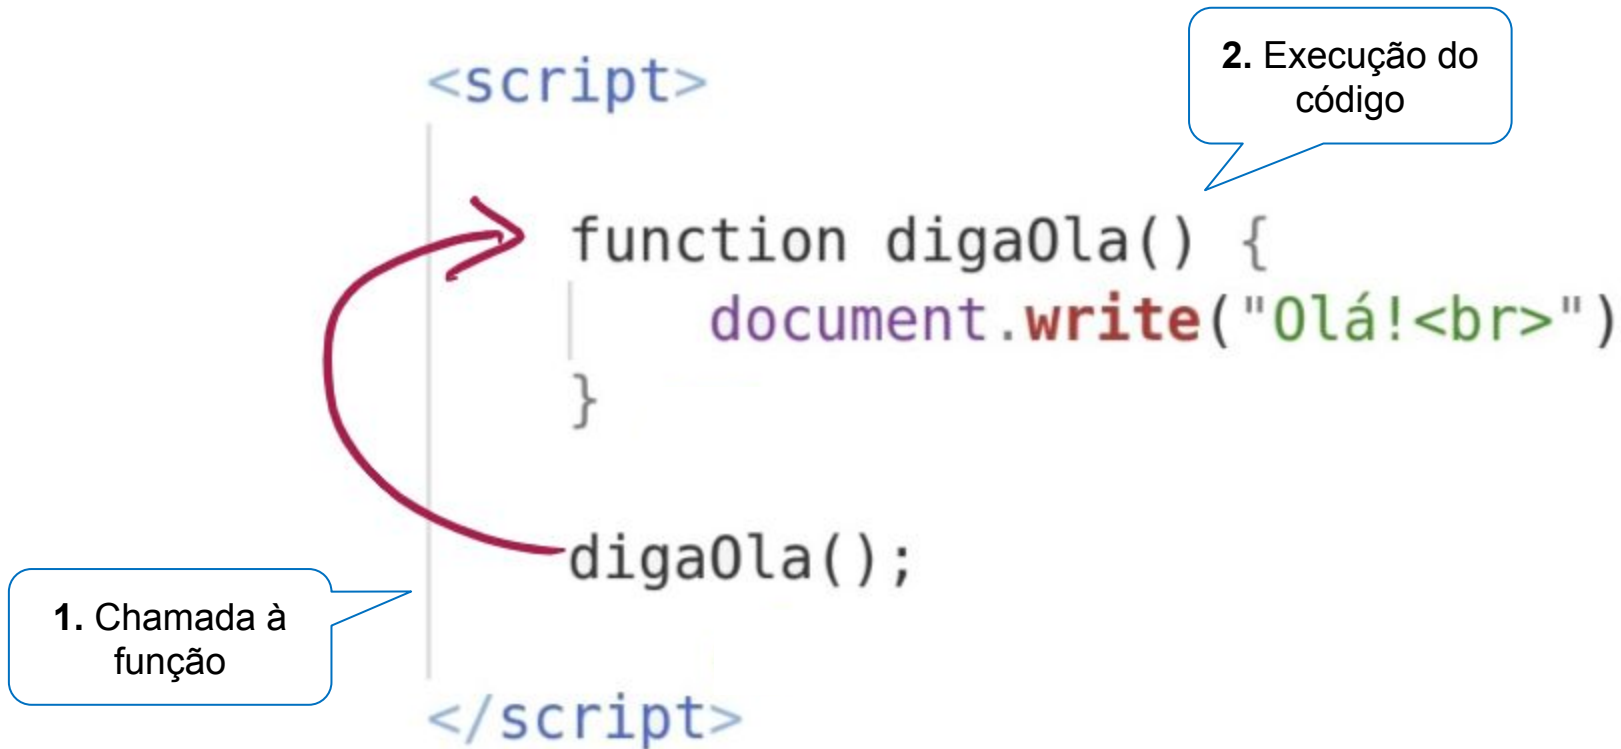 <script>
2. Execução do
código
function digaOla() {
document.write("Olá!<br>")
}
digaOla();
1. Chamada à
função
</script>